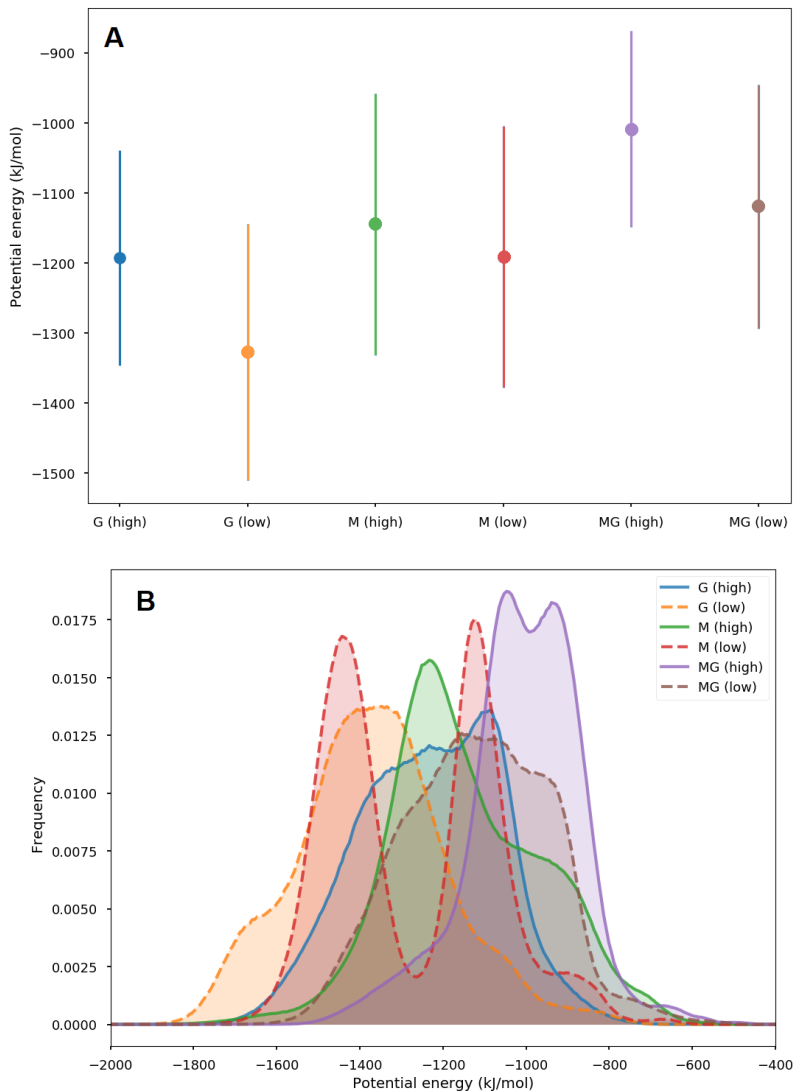 A
−900
−1000
−1100
−1200
−1300
−1400
−1500
Potential energy (kJ/mol)
G (high) G (low) M (high) M (low) MG (high) MG (low)
B
G (high)
G (low)
M (high)
M (low)
MG (high)
MG (low)
0.0175
0.0150
0.0125
0.0100
0.0075
0.0050
0.0025
0.0000
Frequency
−2000 −1800 −1600 −1400 −1200 −1000 −800 −600 −400
Potential energy (kJ/mol)